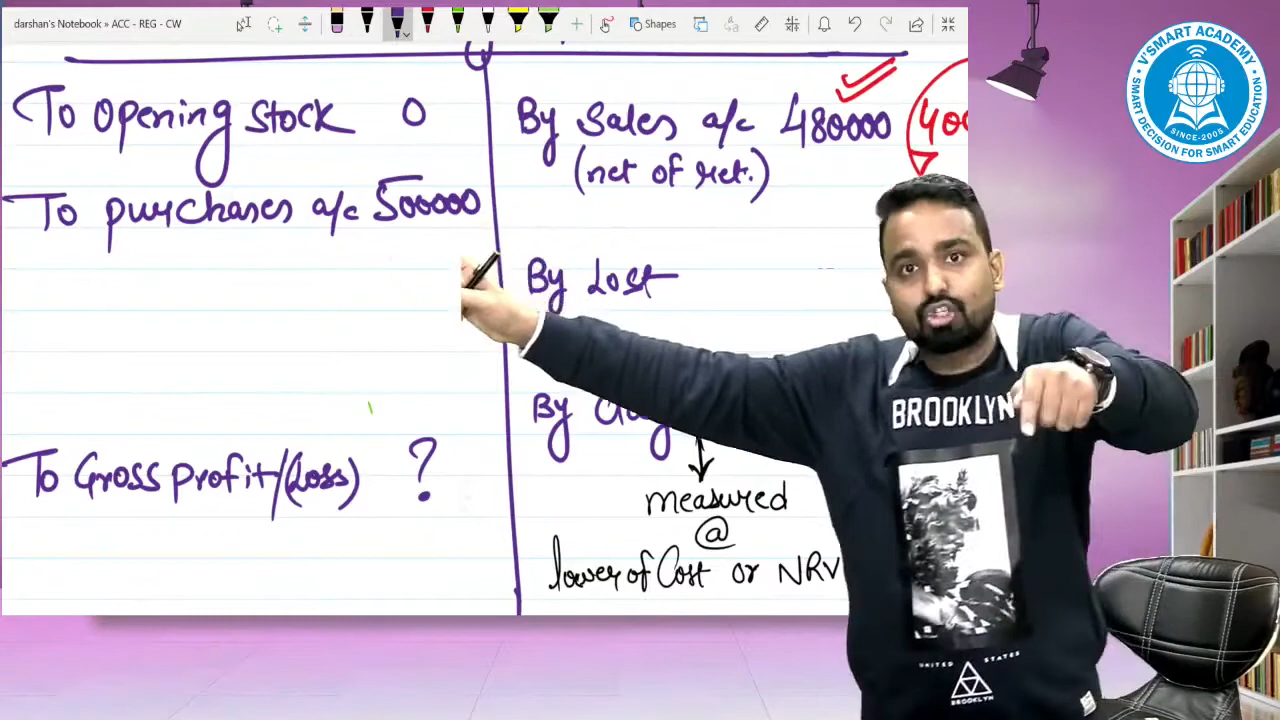 darshan's Notebook » ACC - REG - CW
Shapes
To Opening Stock 0
To purchases a/c 500000
To Gross profit/(Loss) ?
By Sales a/c 480000
(net of ret.)
By Lost
By
measured
@
lower of Cost or NRV
V'SMART ACADEMY
SMART DECISION FOR SMART EDUCATION
SINCE-2005
BROOKLYN
UNITED STATES
BROOKLYN